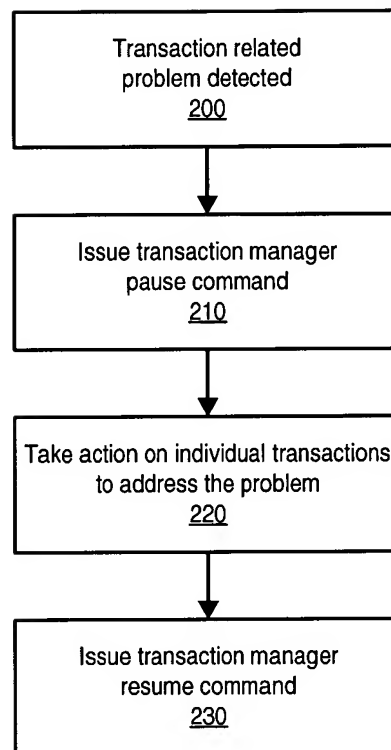 Transaction related
problem detected
200
Issue transaction manager
pause command
210
Take action on individual transactions
to address the problem
220
Issue transaction manager
resume command
230